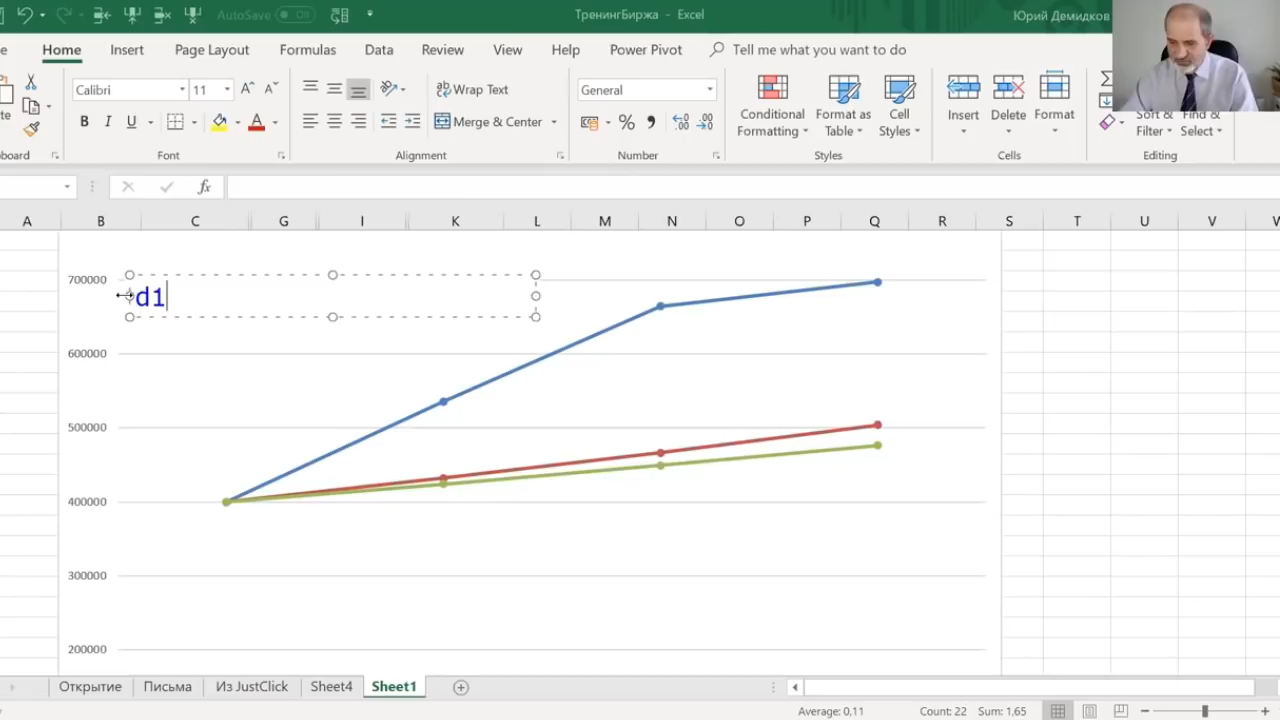 AutoSave
On
ТренингБиржа - Excel
Юрий Демидков
Home
Insert
Page Layout
Formulas
Data
Review
View
Help
Power Pivot
Tell me what you want to do
Calibri
11
Wrap Text
General
Merge & Center
B I U
Conditional
Formatting
Format as
Table
Cell
Styles
Insert
Delete
Format
Sort &
Filter
Find &
Select
board
Font
Alignment
Number
Styles
Cells
Editing
fx
A B C G I K L M N O P Q R S T U V W
700000
d1
600000
500000
400000
300000
200000
Открытие
Письма
Из JustClick
Sheet4
Sheet1
Average: 0,11
Count: 22
Sum: 1,65